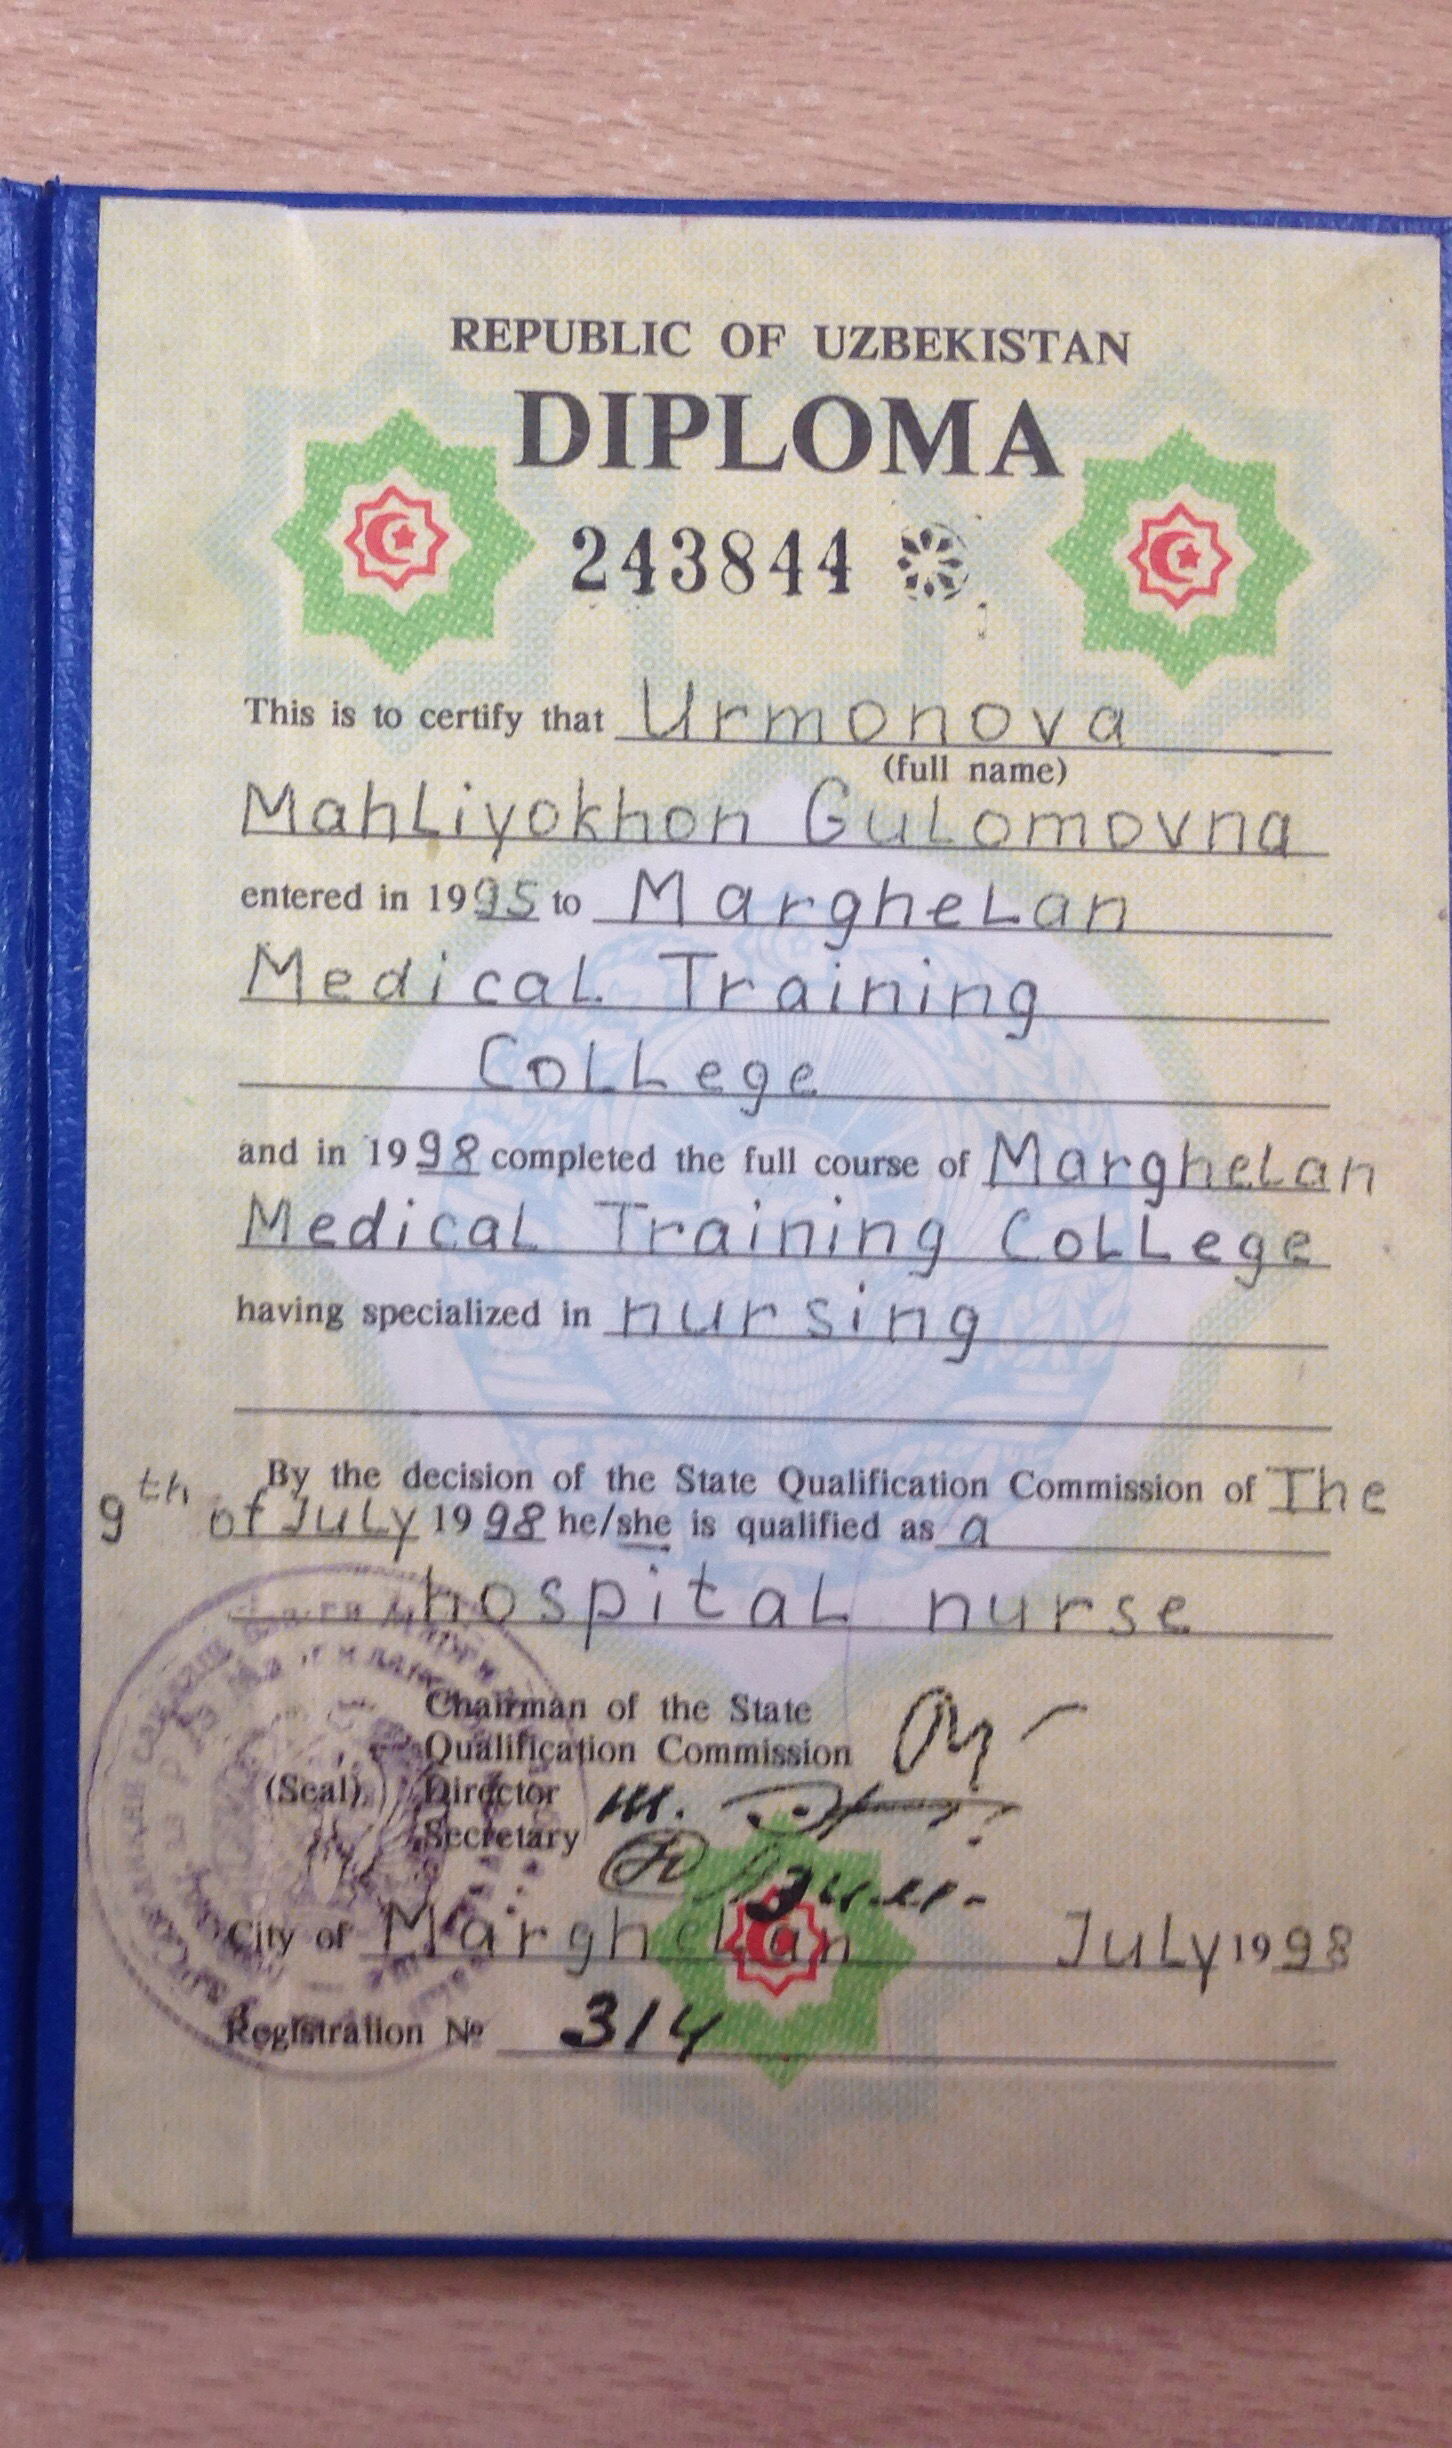 REPUBLIC OF UZBEKISTAN
DIPLOMA
243844
This is to certify that Urmonova
(full name)
Mahliyokhon Gulomovna
entered in 1995 to Marghelan
Medical Training
College
and in 1998 completed the full course of Marghelan
Medical Training College
having specialized in nursing
By the decision of the State Qualification Commission of The
9th of July 1998 he/she is qualified as a
hospital nurse
Chairman of the State
Qualification Commission
(Seal) Director
Secretary
City of Marghelan July 1998
Registration № 314